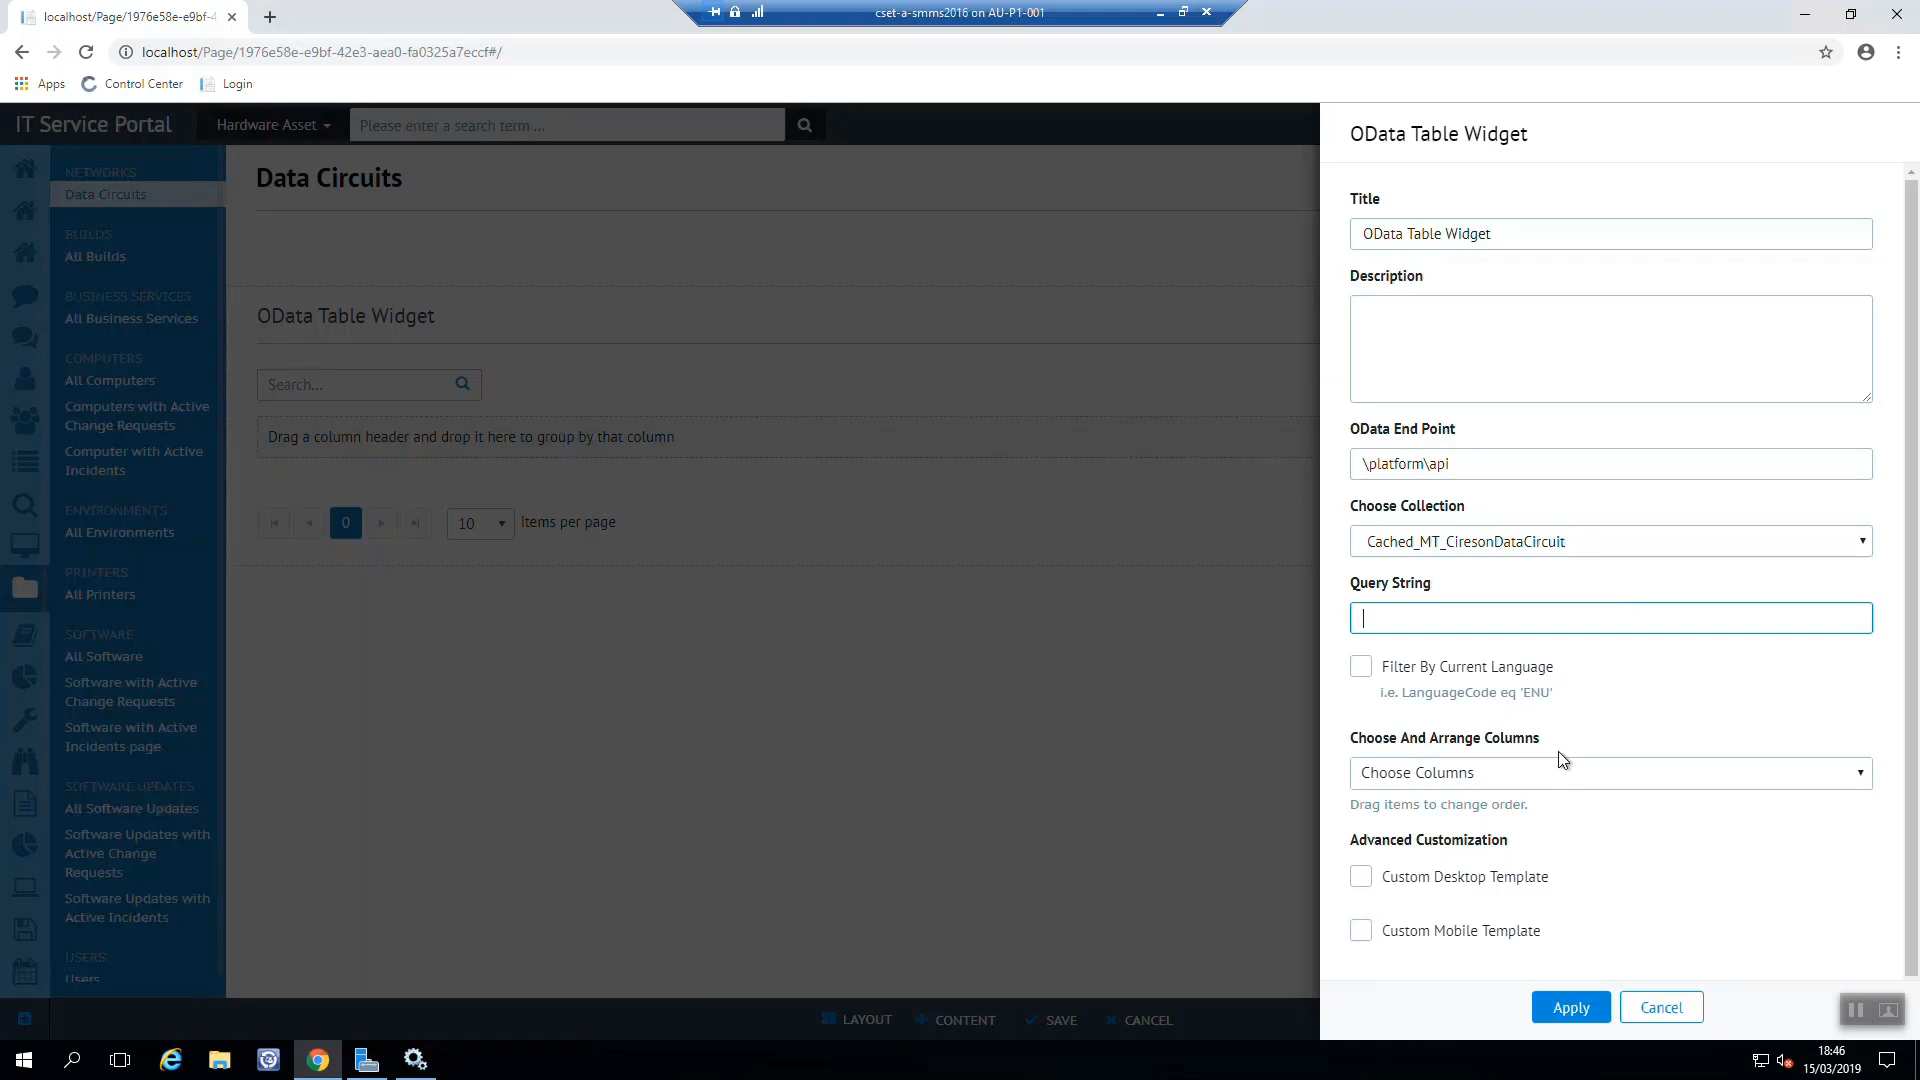 localhost/Page/1976e58e-e9bf-4
cset-a-smms2016 on AU-P1-001
localhost/Page/1976e58e-e9bf-42e3-aea0-fa0325a7eccf#/
Apps
Control Center
Login
IT Service Portal
Hardware Asset
Please enter a search term ...
NETWORKS
Data Circuits
BUILDS
All Builds
BUSINESS SERVICES
All Business Services
COMPUTERS
All Computers
Computers with Active
Change Requests
Computer with Active
Incidents
ENVIRONMENTS
All Environments
PRINTERS
All Printers
SOFTWARE
All Software
Software with Active
Change Requests
Software with Active
Incidents page
SOFTWARE UPDATES
All Software Updates
Software Updates with
Active Change
Requests
Software Updates with
Active Incidents
USERS
Users
Data Circuits
OData Table Widget
Search...
Drag a column header and drop it here to group by that column
0
10
items per page
LAYOUT
CONTENT
SAVE
CANCEL
OData Table Widget
Title
OData Table Widget
Description
OData End Point
\platform\api
Choose Collection
Cached_MT_CiresonDataCircuit
Query String
Filter By Current Language
i.e. LanguageCode eq 'ENU'
Choose And Arrange Columns
Choose Columns
Drag items to change order.
Advanced Customization
Custom Desktop Template
Custom Mobile Template
Apply
Cancel
18:46
15/03/2019